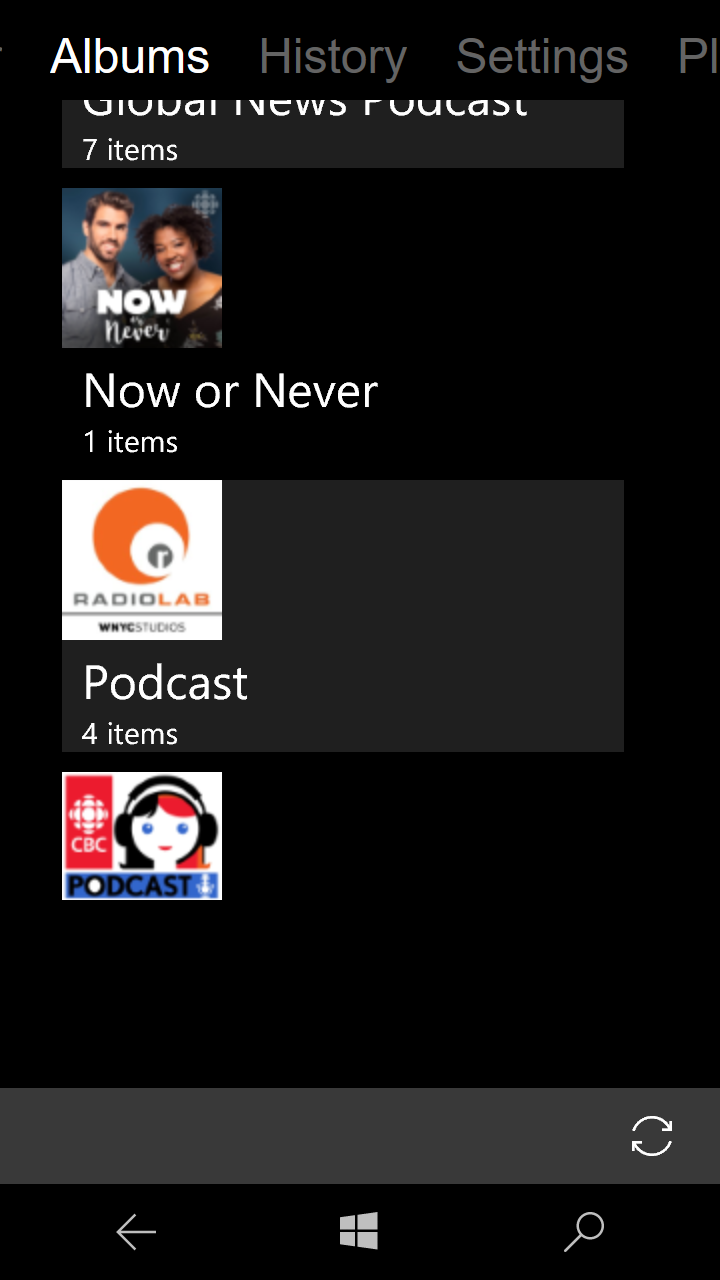 Albums History Settings Pl
Global News Podcast
7 items
NOW
or
Never
Now or Never
1 items
r
RADIOLAB
WNYCSTUDIOS
Podcast
4 items
CBC
PODCAST